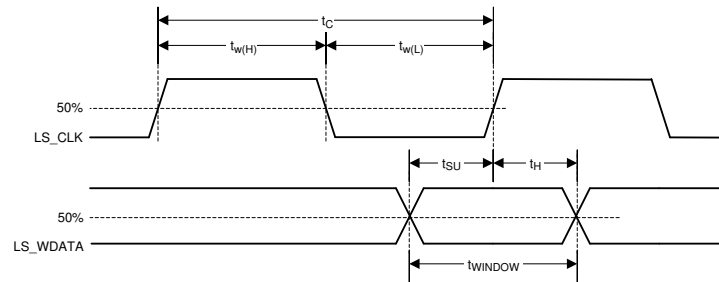 tC
tw(H) tw(L)
50%
LS_CLK
tSU tH
50%
LS_WDATA
tWINDOW